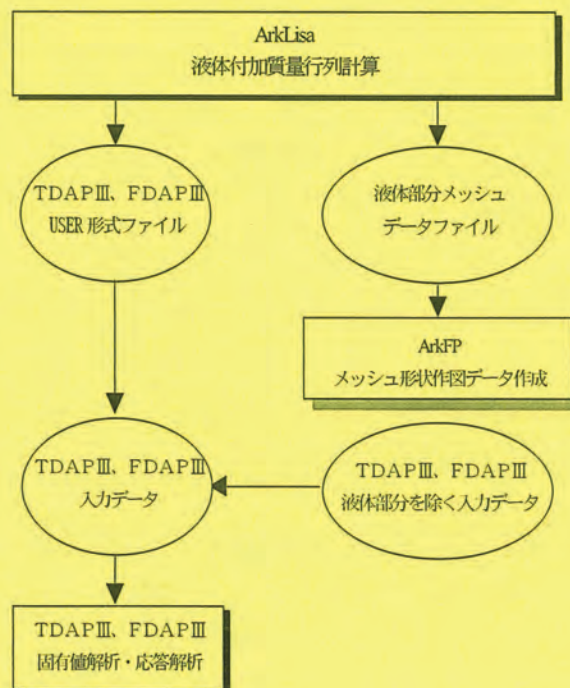 ArkLisa
液体付加質量行列計算
TDAPⅢ、FDAPⅢ
USER 形式ファイル
液体部分メッシュ
データファイル
ArkFP
メッシュ形状作図データ作成
TDAPⅢ、FDAPⅢ
入力データ
TDAPⅢ、FDAPⅢ
液体部分を除く入力データ
TDAPⅢ、FDAPⅢ
固有値解析・応答解析